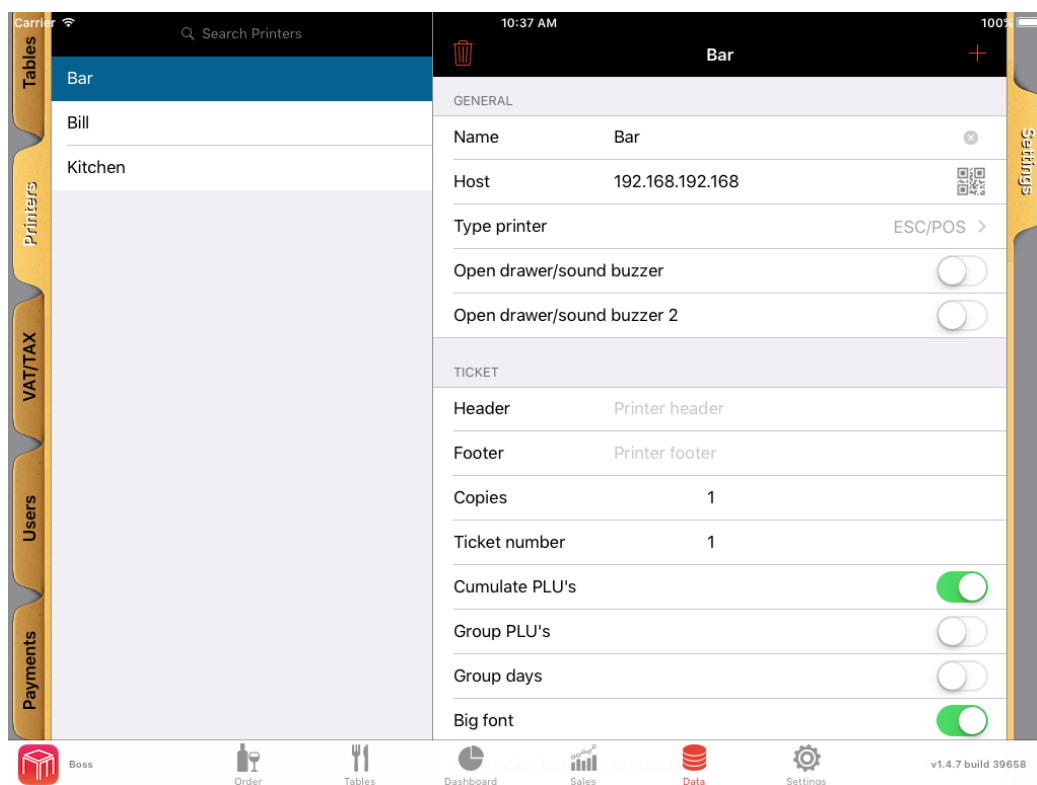 Carrier
10:37 AM
100%
Search Printers
Bar
Tables
Printers
VAT/TAX
Users
Payments
Bar
Bill
Kitchen
GENERAL
Name Bar
Host 192.168.192.168
Type printer ESC/POS
Open drawer/sound buzzer
Open drawer/sound buzzer 2
TICKET
Header Printer header
Footer Printer footer
Copies 1
Ticket number 1
Cumulate PLU's
Group PLU's
Group days
Big font
Settings
Boss
Order
Tables
Dashboard
Sales
Data
Settings
v1.4.7 build 39658